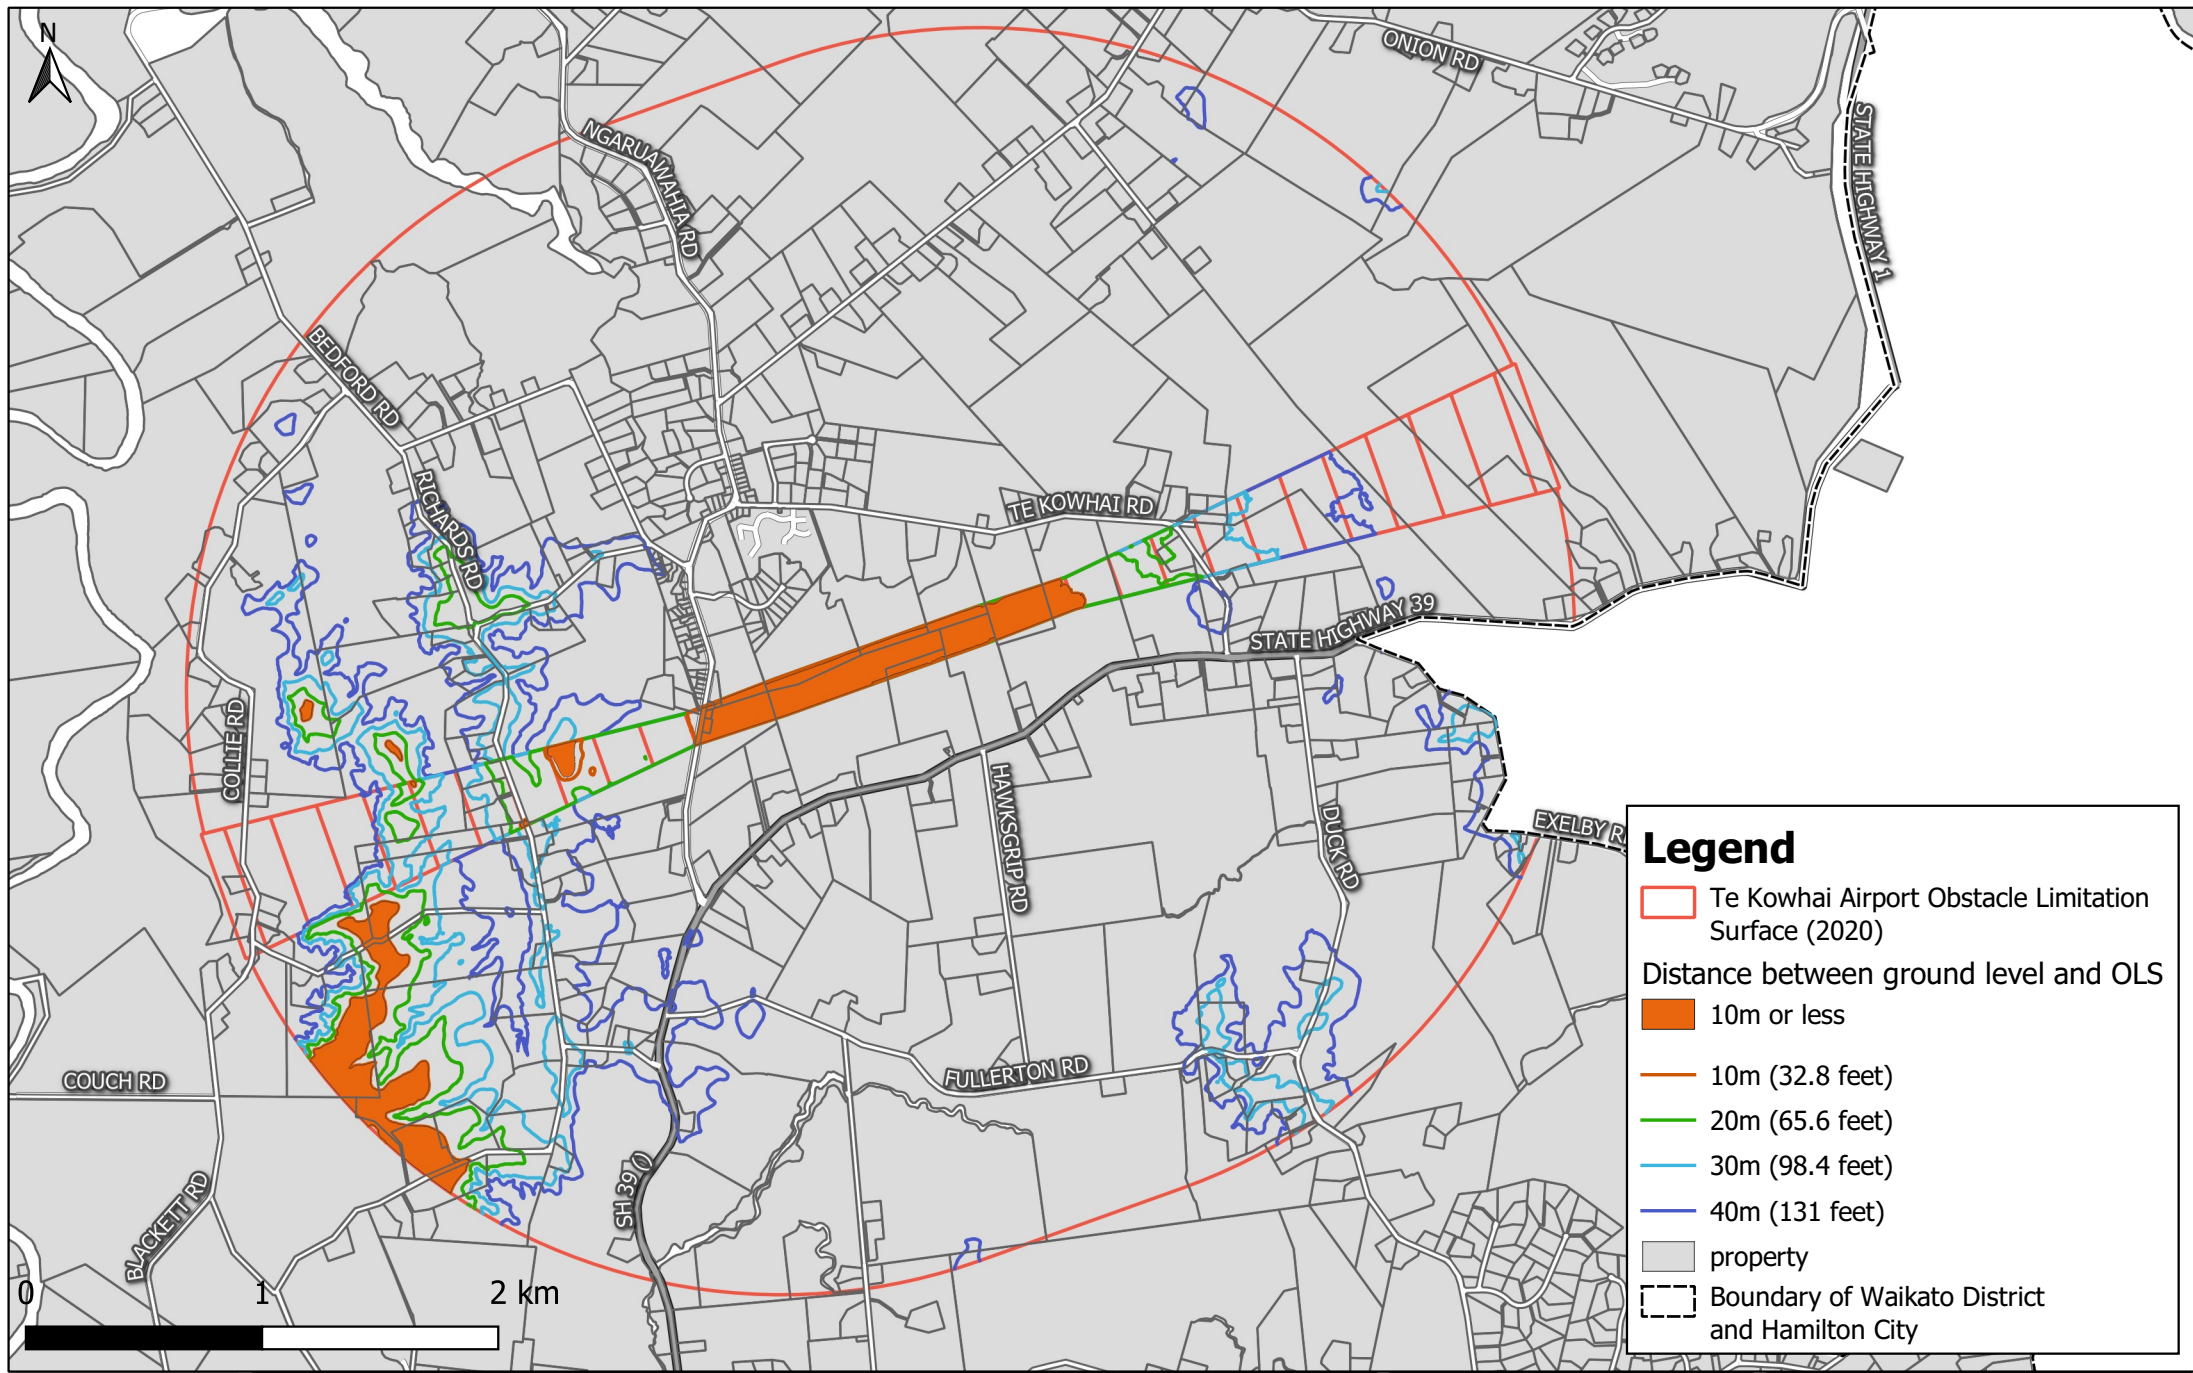 N
ONION RD
STATE HIGHWAY 1
NGARUAWAHIA RD
BEDFORD RD
RICHARDS RD
TE KOWHAI RD
STATE HIGHWAY 39
COLLIE RD
HAWKSGRIP RD
DUCK RD
EXELBY R
FULLERTON RD
COUCH RD
BLACKETT RD
SH 39
0 1 2 km
Legend
Te Kowhai Airport Obstacle Limitation
Surface (2020)
Distance between ground level and OLS
10m or less
10m (32.8 feet)
20m (65.6 feet)
30m (98.4 feet)
40m (131 feet)
property
Boundary of Waikato District
and Hamilton City